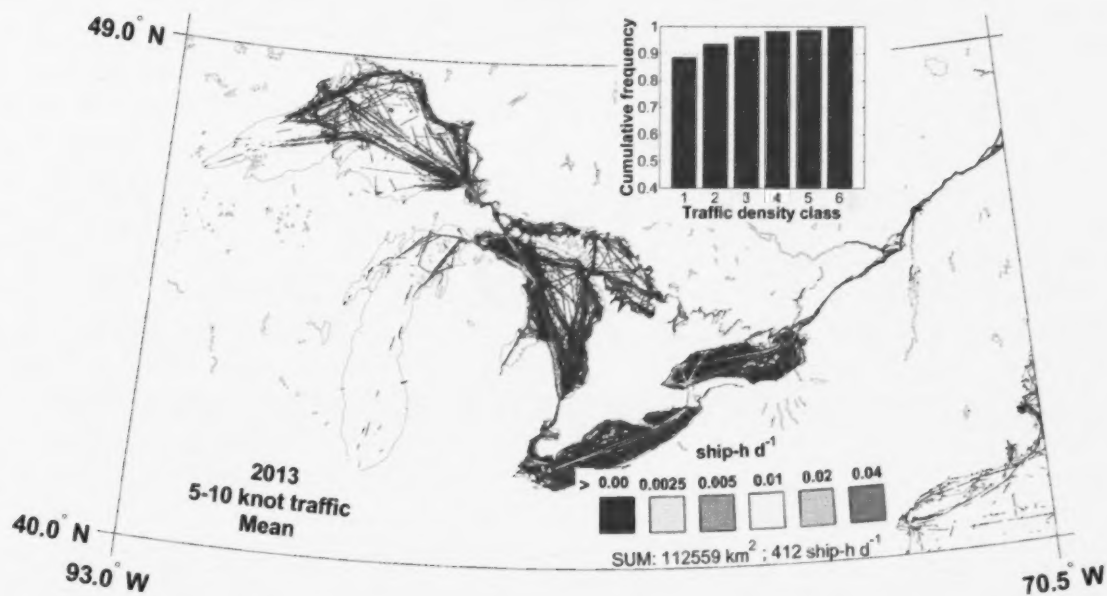 49.0° N
1
0.9
0.8
0.7
0.6
0.5
0.4
Cumulative frequency
1 2 3 4 5 6
Traffic density class
2013
5-10 knot traffic
Mean
ship-h d⁻¹
> 0.00 0.0025 0.005 0.01 0.02 0.04
SUM: 112559 km² ; 412 ship-h d⁻¹
40.0° N
93.0° W
70.5° W